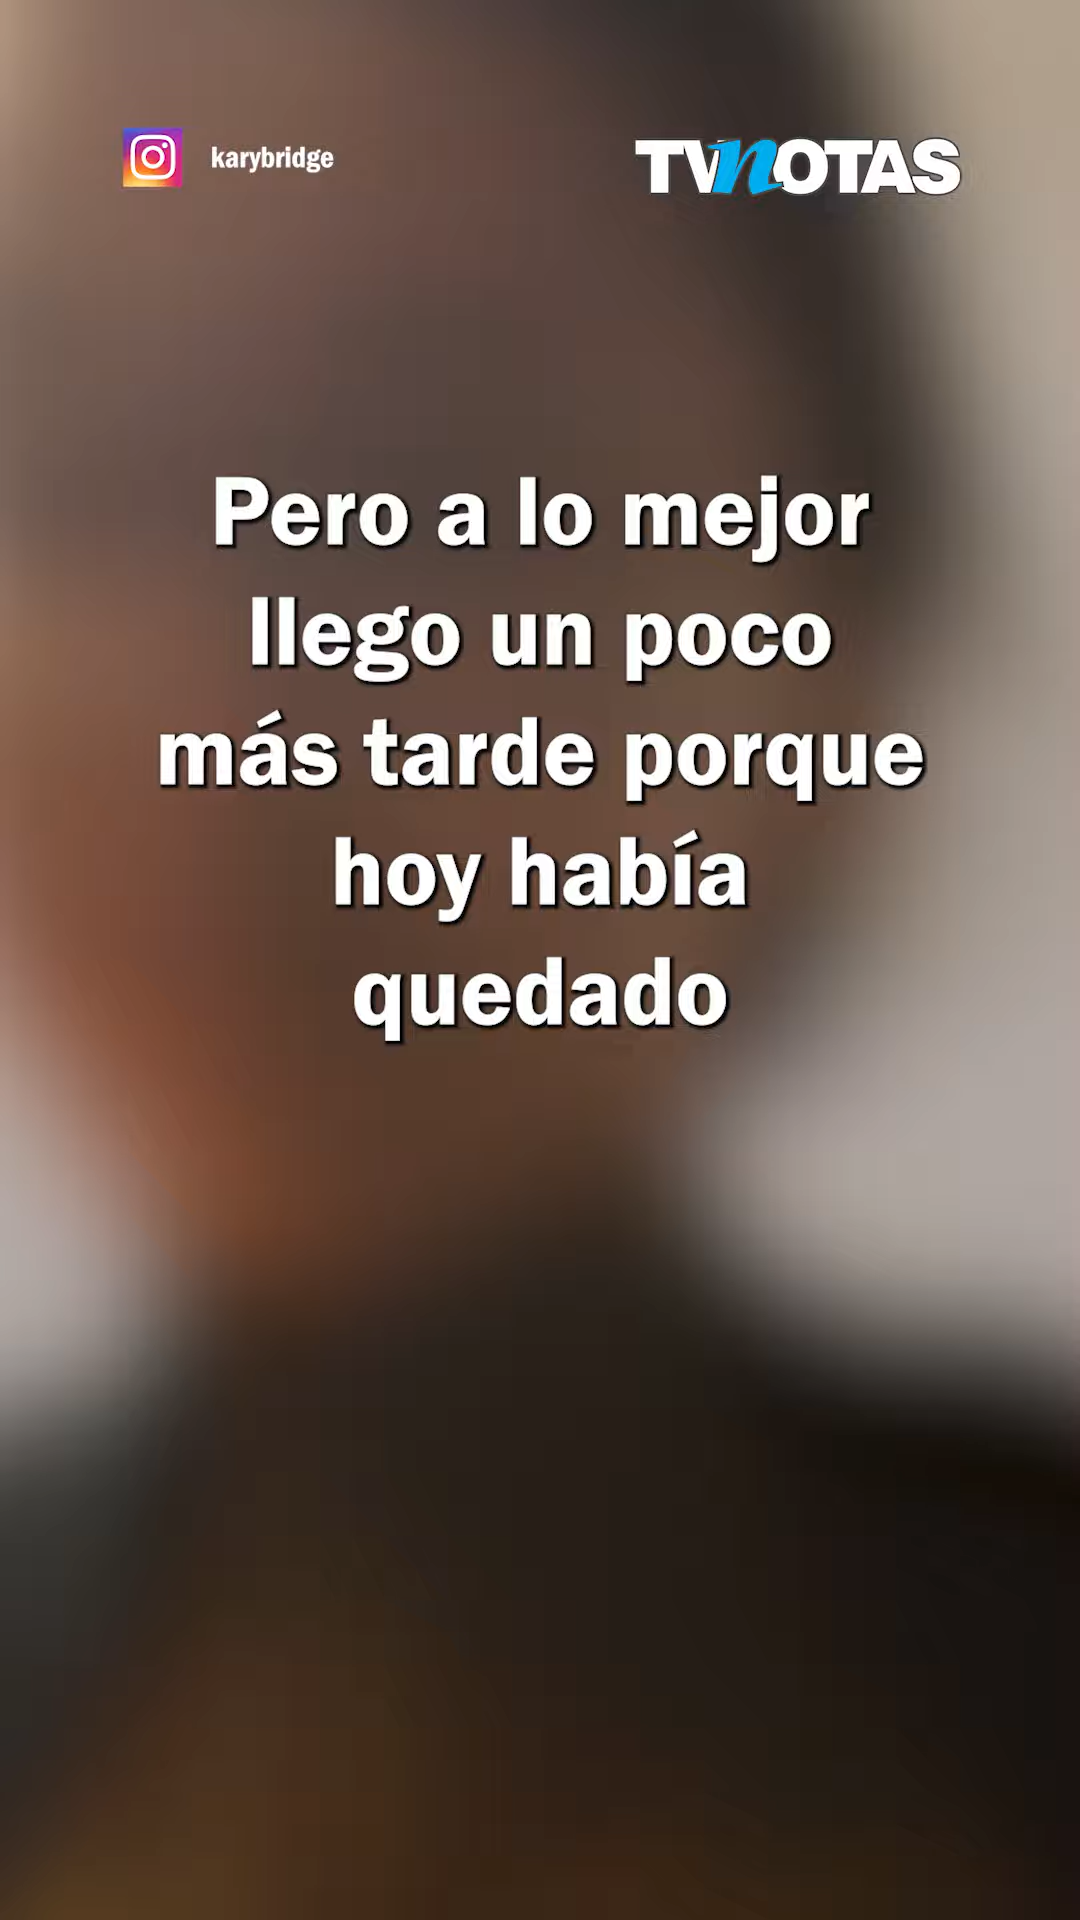 karybridge
TVnOTAS
Pero a lo mejor
llego un poco
más tarde porque
hoy había
quedado